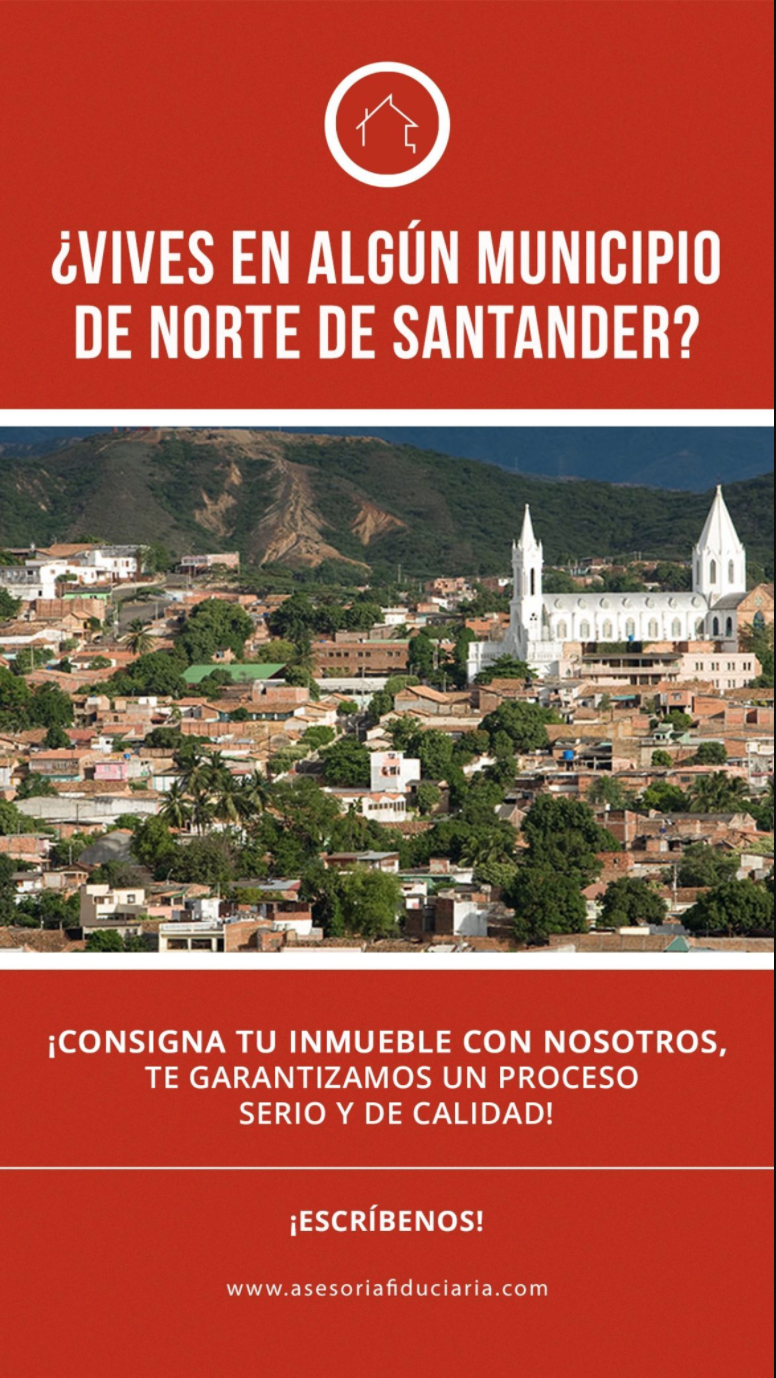 ¿VIVES EN ALGÚN MUNICIPIO
DE NORTE DE SANTANDER?
¡CONSIGNA TU INMUEBLE CON NOSOTROS,
TE GARANTIZAMOS UN PROCESO
SERIO Y DE CALIDAD!
¡ESCRÍBENOS!
www.asesoriafiduciaria.com